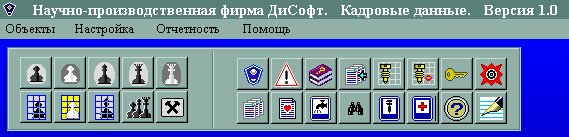 Научно-производственная фирма ДиСофт. Кадровые данные. Версия 1.0
Объекты Настройка Отчетность Помощь